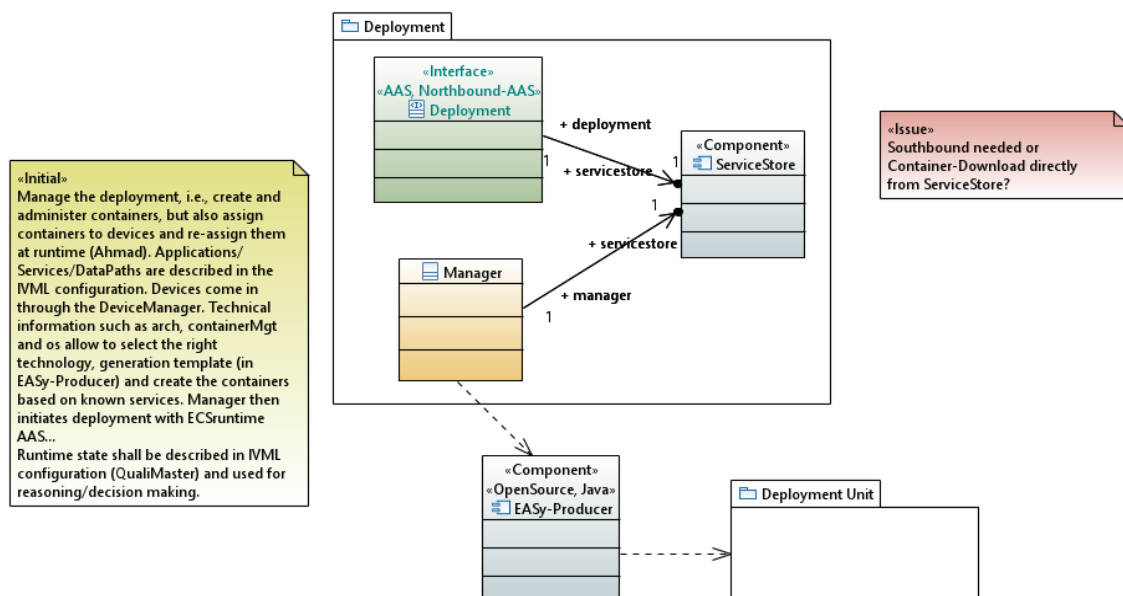 Deployment
«Interface»
«AAS, Northbound-AAS»
Deployment
+ deployment
1
+ servicestore
1
«Component»
ServiceStore
1
+ servicestore
Manager
+ manager
1
«Issue»
Southbound needed or
Container-Download directly
from ServiceStore?
«Initial»
Manage the deployment, i.e., create and
administer containers, but also assign
containers to devices and re-assign them
at runtime (Ahmad). Applications/
Services/DataPaths are described in the
IVML configuration. Devices come in
through the DeviceManager. Technical
information such as arch, containerMgt
and os allow to select the right
technology, generation template (in
EASy-Producer) and create the containers
based on known services. Manager then
initiates deployment with ECSruntime
AAS...
Runtime state shall be described in IVML
configuration (QualiMaster) and used for
reasoning/decision making.
«Component»
«OpenSource, Java»
EASy-Producer
Deployment Unit